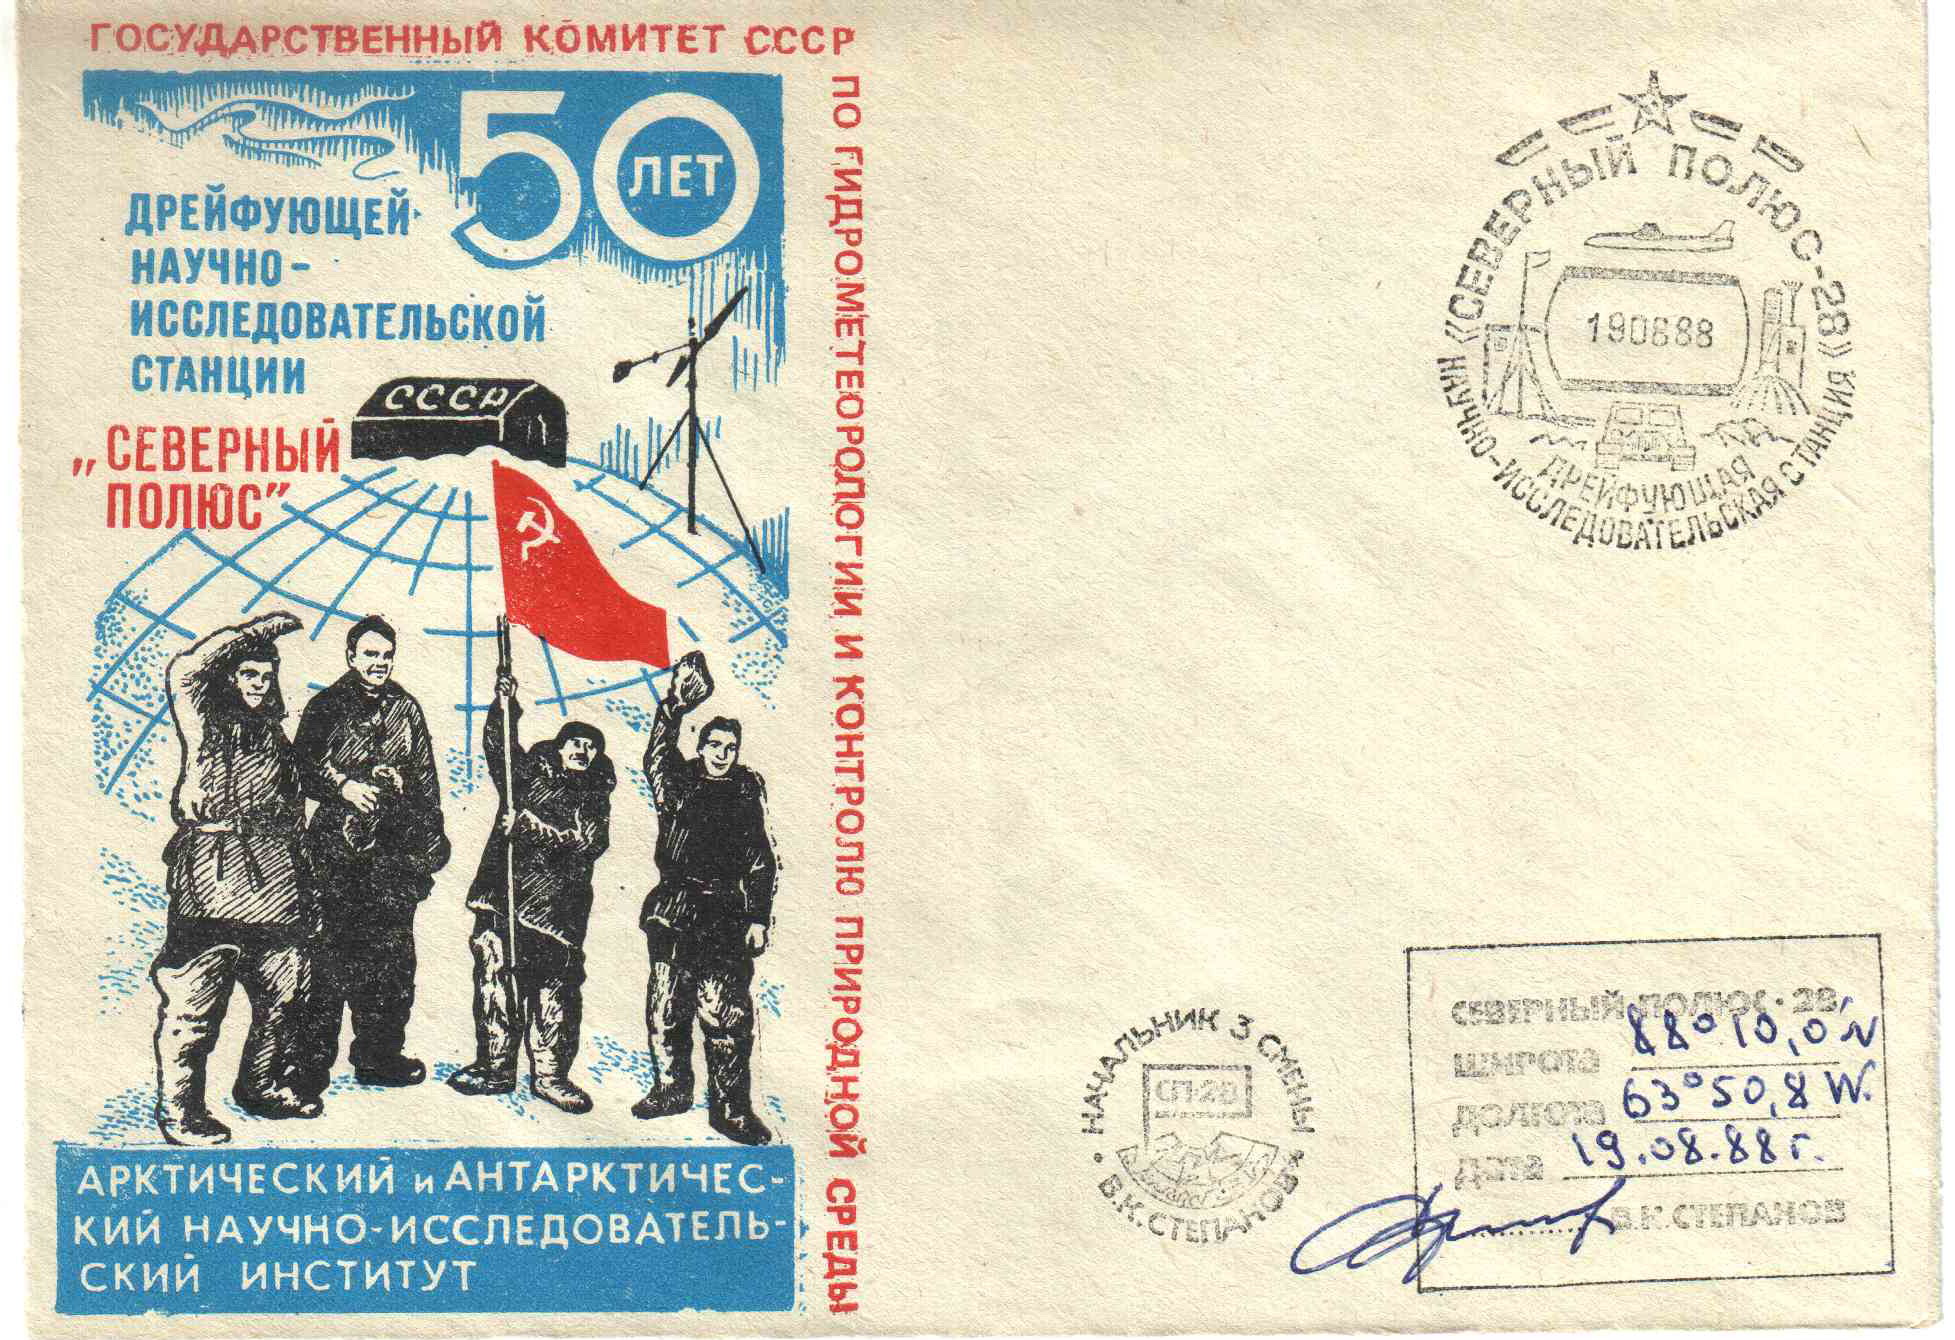 ГОСУДАРСТВЕННЫЙ КОМИТЕТ СССР
ПО ГИДРОМЕТЕОРОЛОГИИ И КОНТРОЛЮ ПРИРОДНОЙ СРЕДЫ
50 ЛЕТ
ДРЕЙФУЮЩЕЙ
НАУЧНО-
ИССЛЕДОВАТЕЛЬСКОЙ
СТАНЦИИ
„СЕВЕРНЫЙ
ПОЛЮС"
СССР
АРКТИЧЕСКИЙ и АНТАРКТИЧЕС-
КИЙ НАУЧНО-ИССЛЕДОВАТЕЛЬ-
СКИЙ ИНСТИТУТ
«СЕВЕРНЫЙ ПОЛЮС-28»
190888
ДРЕЙФУЮЩАЯ
НАУЧНО-ИССЛЕДОВАТЕЛЬСКАЯ СТАНЦИЯ
НАЧАЛЬНИК 3 СМЕНЫ
СП-28
В.К.СТЕПАНОВ
СЕВЕРНЫЙ ПОЛЮС-28
ШИРОТА 88°10,0'N
ДОЛГОТА 63°50,8'W.
ДАТА 19.08.88г.
В.К.СТЕПАНОВ